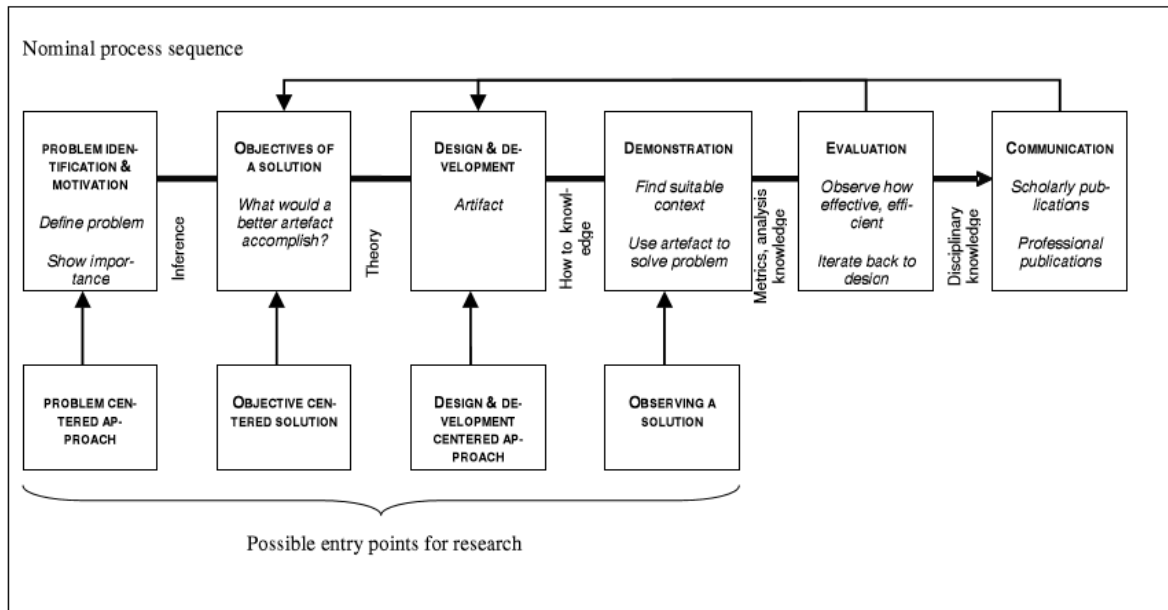 Nominal process sequence
PROBLEM IDEN-
TIFICATION &
MOTIVATION
Define problem
Show impor-
tance
Inference
OBJECTIVES OF
A SOLUTION
What would a
better artefact
accomplish?
Theory
DESIGN & DE-
VELOPMENT
Artifact
How to knowl-
edge
DEMONSTRATION
Find suitable
context
Use artefact to
solve problem
Metrics, analysis
knowledge
EVALUATION
Observe how
effective, effi-
cient
Iterate back to
design
Disciplinary
knowledge
COMMUNICATION
Scholarly pub-
lications
Professional
publications
PROBLEM CEN-
TERED AP-
PROACH
OBJECTIVE CEN-
TERED SOLUTION
DESIGN & DE-
VELOPMENT
CENTERED AP-
PROACH
OBSERVING A
SOLUTION
Possible entry points for research